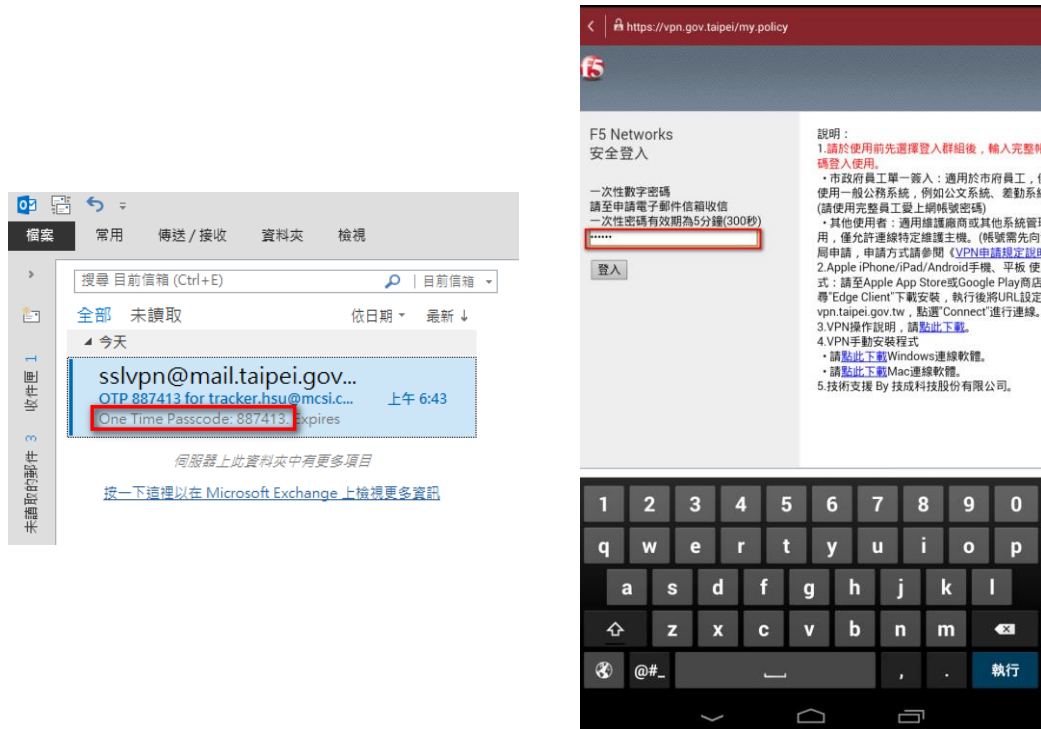 檔案 常用 傳送 / 接收 資料夾 檢視
搜尋 目前信箱 (Ctrl+E) 目前信箱
全部 未讀取 依日期 最新 ↓
今天
sslvpn@mail.taipei.gov...
OTP 887413 for tracker.hsu@mcsi.c... 上午 6:43
One Time Passcode: 887413. Expires
伺服器上此資料夾中有更多項目
按一下這裡以在 Microsoft Exchange 上檢視更多資訊
收件匣 1
未讀取的郵件 3
https://vpn.gov.taipei/my.policy
f5
F5 Networks
安全登入
一次性數字密碼
請至申請電子郵件信箱收信
一次性密碼有效期為5分鐘(300秒)
······
登入
說明：
1.請於使用前先選擇登入群組後，輸入完整帳
碼登入使用。
・市政府員工單一簽入：適用於市府員工，
使用一般公務系統，例如公文系統、差勤系
(請使用完整員工愛上網帳號密碼)
・其他使用者：適用維護廠商或其他系統管
用，僅允許連線特定維護主機。(帳號需先向
局申請，申請方式請參閱《VPN申請規定說
2.Apple iPhone/iPad/Android手機、平板 使
式：請至Apple App Store或Google Play商店
尋"Edge Client"下載安裝，執行後將URL設定
vpn.taipei.gov.tw，點選"Connect"進行連線。
3.VPN操作說明，請點此下載。
4.VPN手動安裝程式
・請點此下載Windows連線軟體。
・請點此下載Mac連線軟體。
5.技術支援 By 技成科技股份有限公司。
1 2 3 4 5 6 7 8 9 0
q w e r t y u i o p
a s d f g h j k l
z x c v b n m
@#_ , . 執行